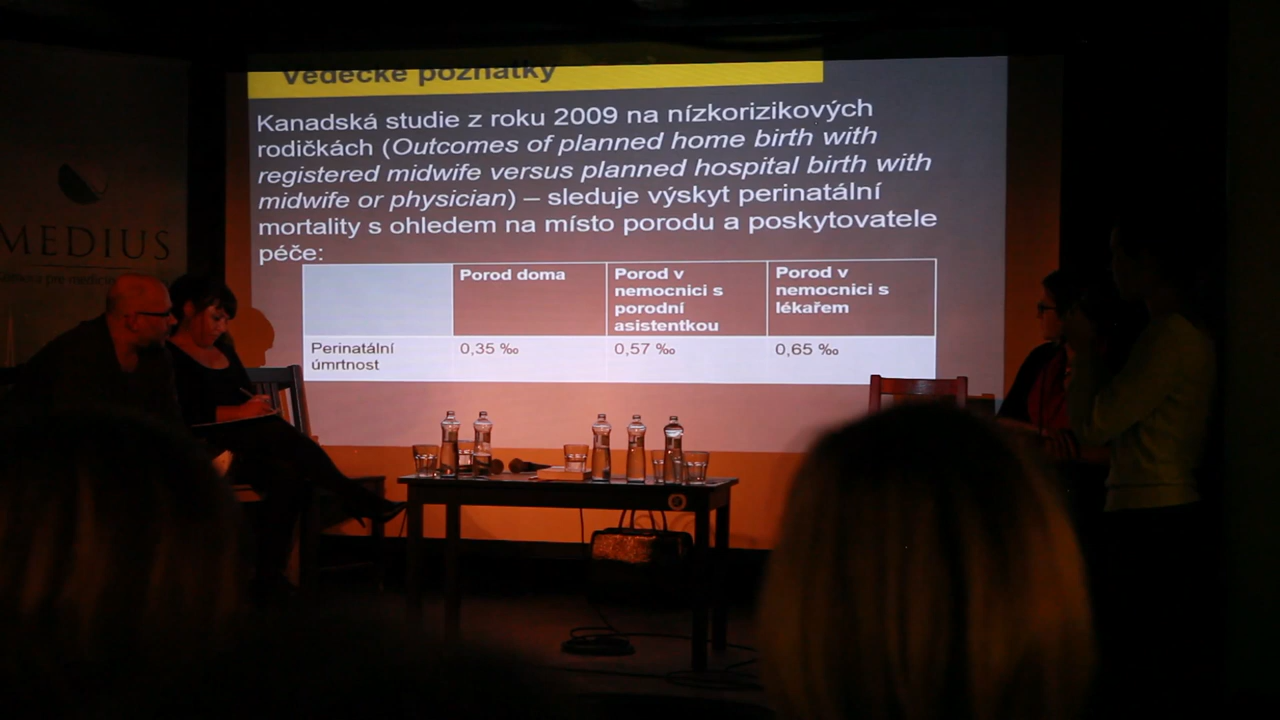 Vědecké poznatky
Kanadská studie z roku 2009 na nízkorizikových
rodičkách (Outcomes of planned home birth with
registered midwife versus planned hospital birth with
midwife or physician) – sleduje výskyt perinatální
mortality s ohledem na místo porodu a poskytovatele
péče:
Porod doma
Porod v
nemocnici s
porodní
asistentkou
Porod v
nemocnici s
lékařem
Perinatální
úmrtnost
0,35 ‰
0,57 ‰
0,65 ‰
MEDIUS
pre